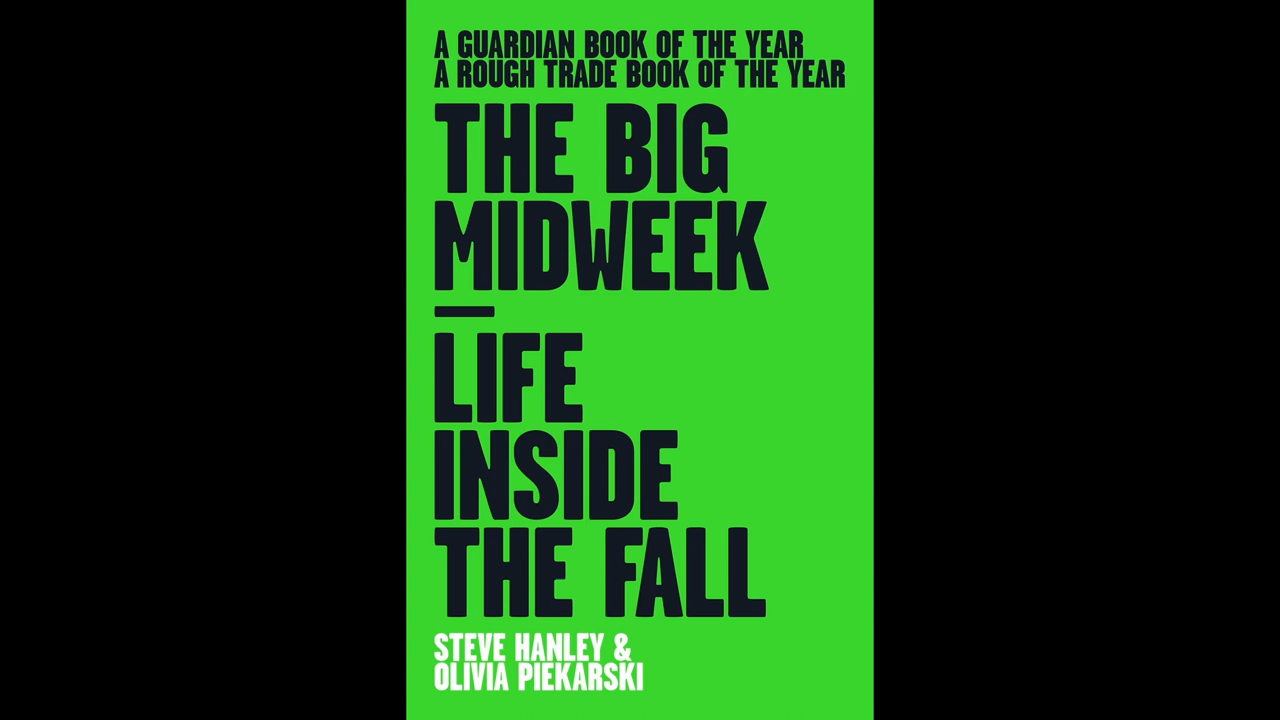 A GUARDIAN BOOK OF THE YEAR
A ROUGH TRADE BOOK OF THE YEAR
THE BIG
MIDWEEK
—
LIFE
INSIDE
THE FALL
STEVE HANLEY &
OLIVIA PIEKARSKI